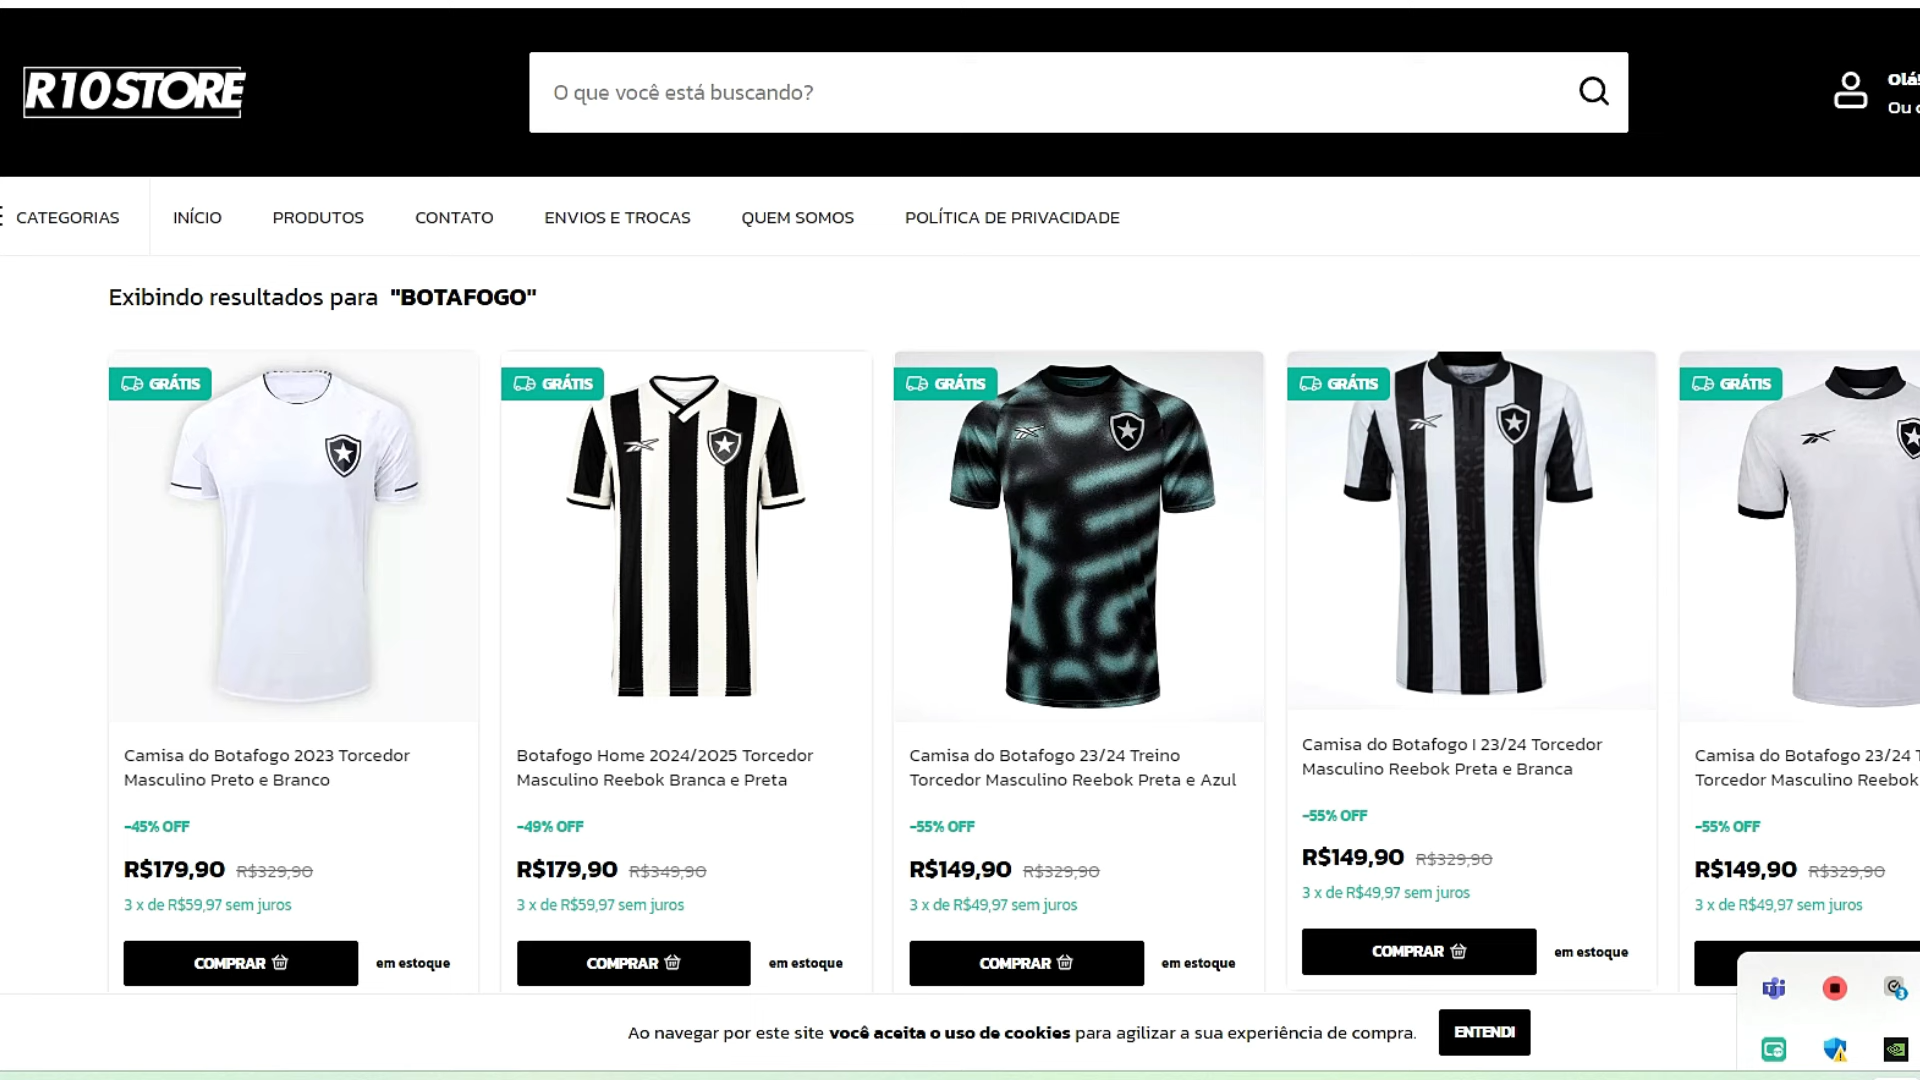 R10 STORE
O que você está buscando?
Olá!
Ou
CATEGORIAS
INÍCIO
PRODUTOS
CONTATO
ENVIOS E TROCAS
QUEM SOMOS
POLÍTICA DE PRIVACIDADE
Exibindo resultados para "BOTAFOGO"
GRÁTIS
GRÁTIS
GRÁTIS
GRÁTIS
GRÁTIS
Camisa do Botafogo 2023 Torcedor
Masculino Preto e Branco
-45% OFF
R$179,90 R$329,90
3 x de R$59,97 sem juros
COMPRAR
em estoque
Botafogo Home 2024/2025 Torcedor
Masculino Reebok Branca e Preta
-49% OFF
R$179,90 R$349,90
3 x de R$59,97 sem juros
COMPRAR
em estoque
Camisa do Botafogo 23/24 Treino
Torcedor Masculino Reebok Preta e Azul
-55% OFF
R$149,90 R$329,90
3 x de R$49,97 sem juros
COMPRAR
em estoque
Camisa do Botafogo I 23/24 Torcedor
Masculino Reebok Preta e Branca
-55% OFF
R$149,90 R$329,90
3 x de R$49,97 sem juros
COMPRAR
em estoque
Camisa do Botafogo 23/24
Torcedor Masculino Reebok
-55% OFF
R$149,90 R$329,90
3 x de R$49,97 sem juros
Ao navegar por este site você aceita o uso de cookies para agilizar a sua experiência de compra.
ENTENDI